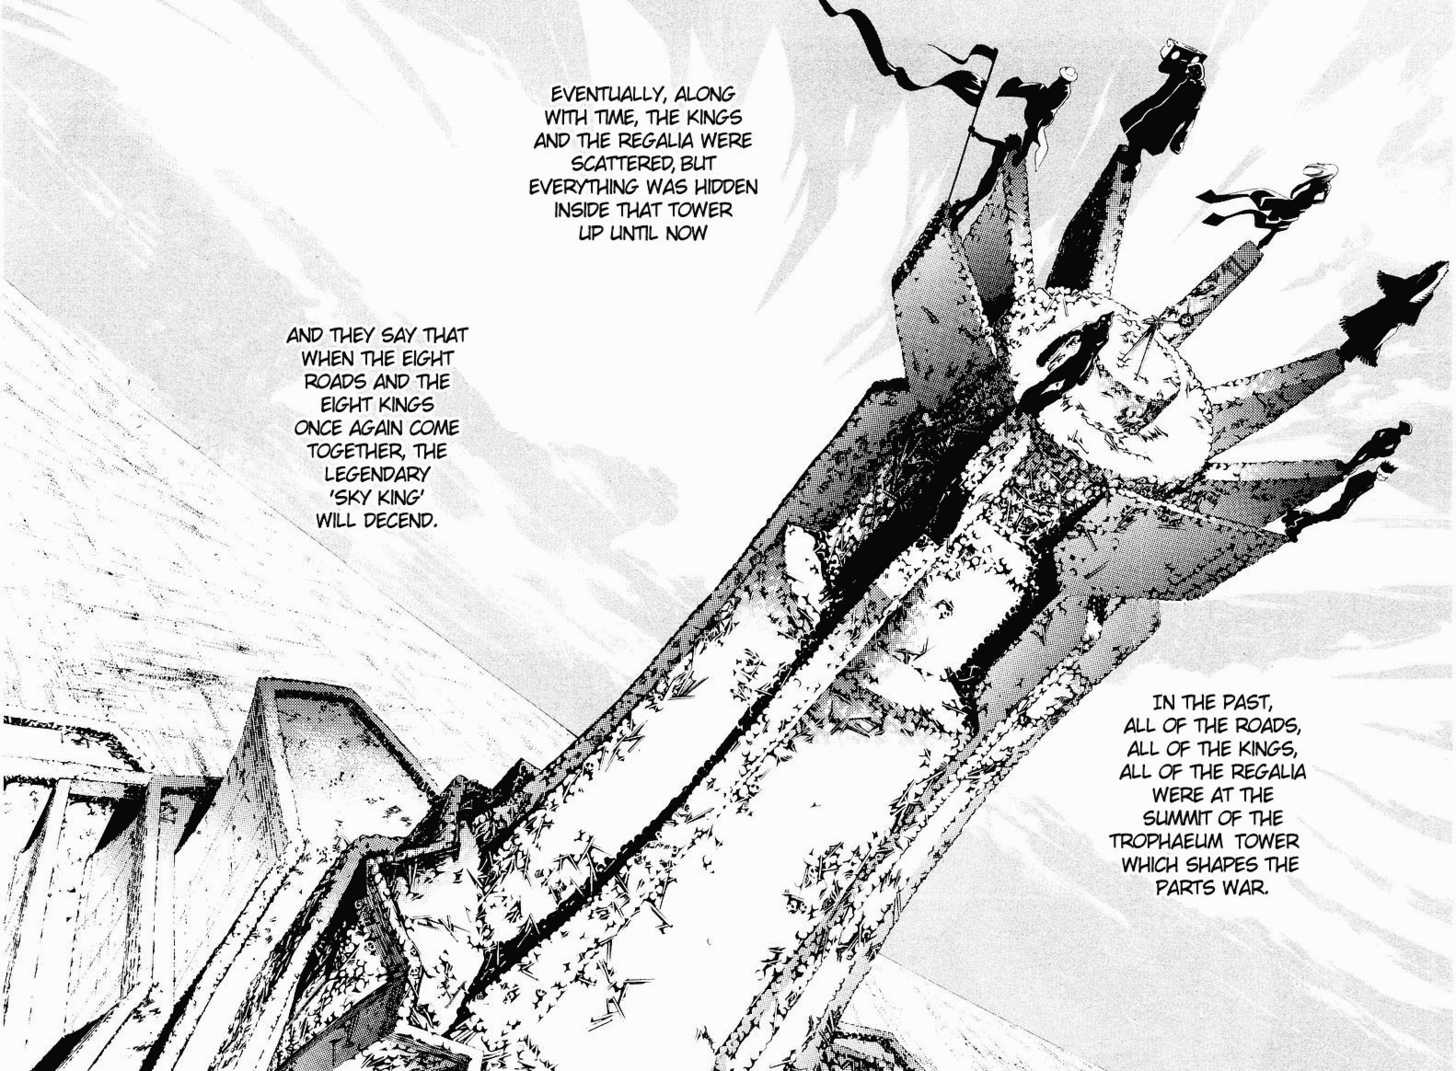 IN THE PAST,
ALL OF THE ROADS,
ALL OF THE KINGS,
ALL OF THE REGALIA
WERE AT THE
SUMMIT OF THE
TROPHAEUM TOWER
WHICH SHAPES THE
PARTS WAR.
EVENTUALLY, ALONG
WITH TIME, THE KINGS
AND THE REGALIA WERE
SCATTERED, BUT
EVERYTHING WAS HIDDEN
INSIDE THAT TOWER
UP UNTIL NOW
AND THEY SAY THAT
WHEN THE EIGHT
ROADS AND THE
EIGHT KINGS
ONCE AGAIN COME
TOGETHER, THE
LEGENDARY
'SKY KING'
WILL DECEND.